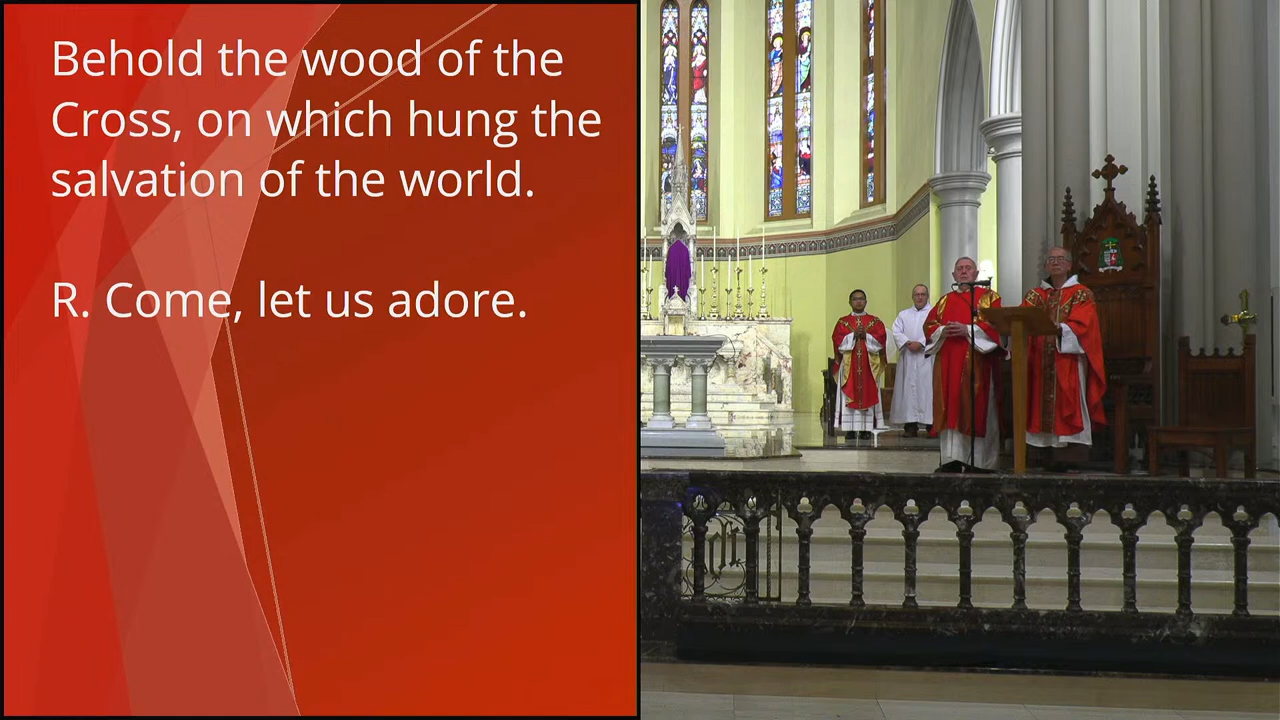 Behold the wood of the
Cross, on which hung the
salvation of the world.
R. Come, let us adore.